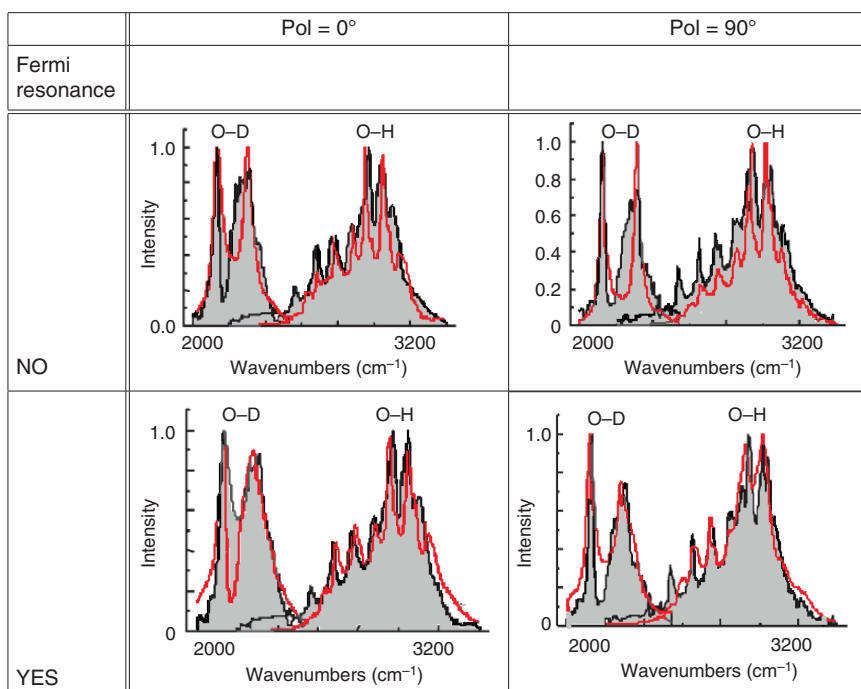 Pol = 0° Pol = 90°
Fermi
resonance
NO
O–D O–H
Intensity
1.0
0.0
2000 3200
Wavenumbers (cm⁻¹)
O–D O–H
Intensity
1.0
0.8
0.6
0.4
0.2
0
2000 3200
Wavenumbers (cm⁻¹)
YES
O–D O–H
Intensity
1.0
0
2000 3200
Wavenumbers (cm⁻¹)
O–D O–H
Intensity
1.0
0
2000 3200
Wavenumbers (cm⁻¹)